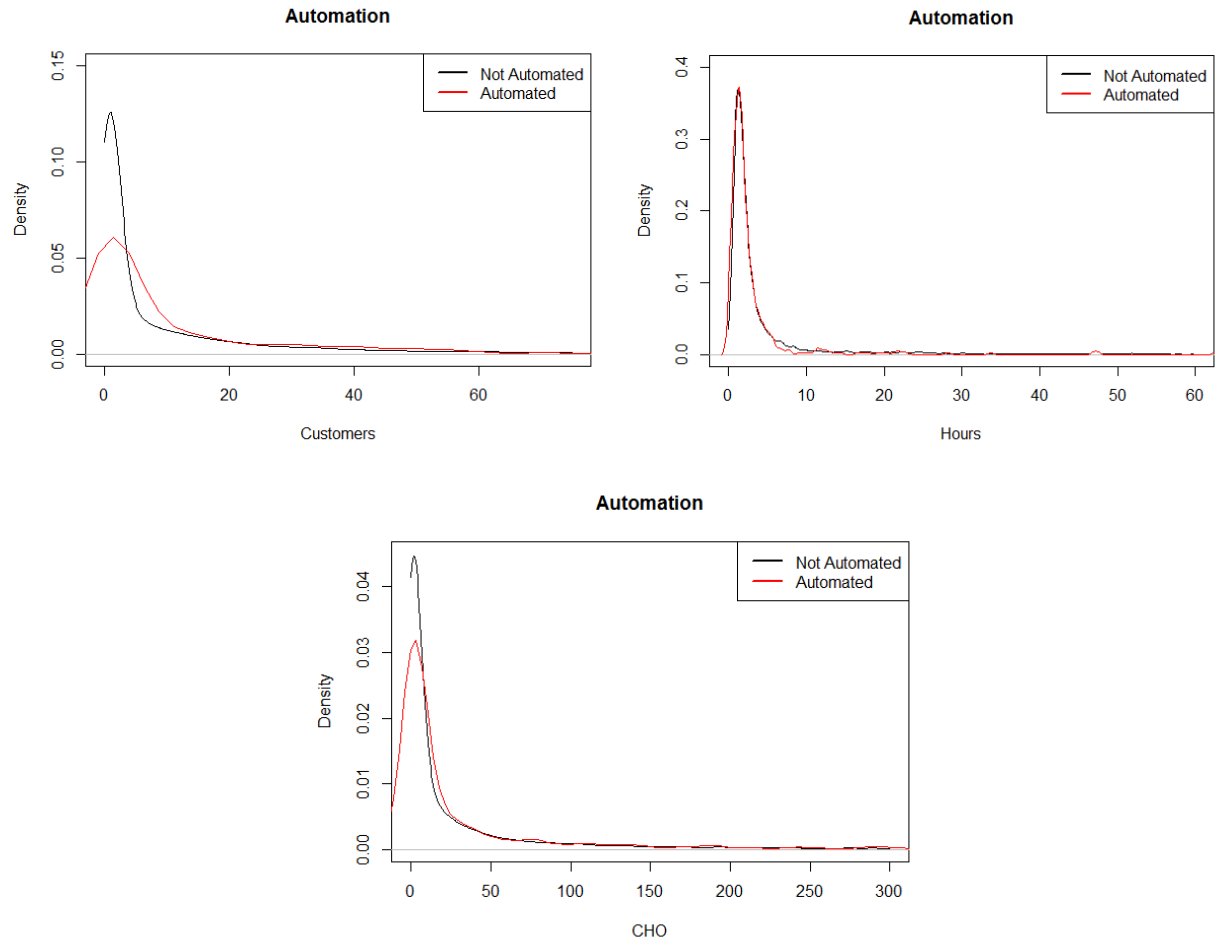 Automation
Not Automated
Automated
0.15
0.10
0.05
0.00
Density
0 20 40 60
Customers
Automation
Not Automated
Automated
0.4
0.3
0.2
0.1
0.0
Density
0 10 20 30 40 50 60
Hours
Automation
Not Automated
Automated
0.04
0.03
0.02
0.01
0.00
Density
0 50 100 150 200 250 300
CHO